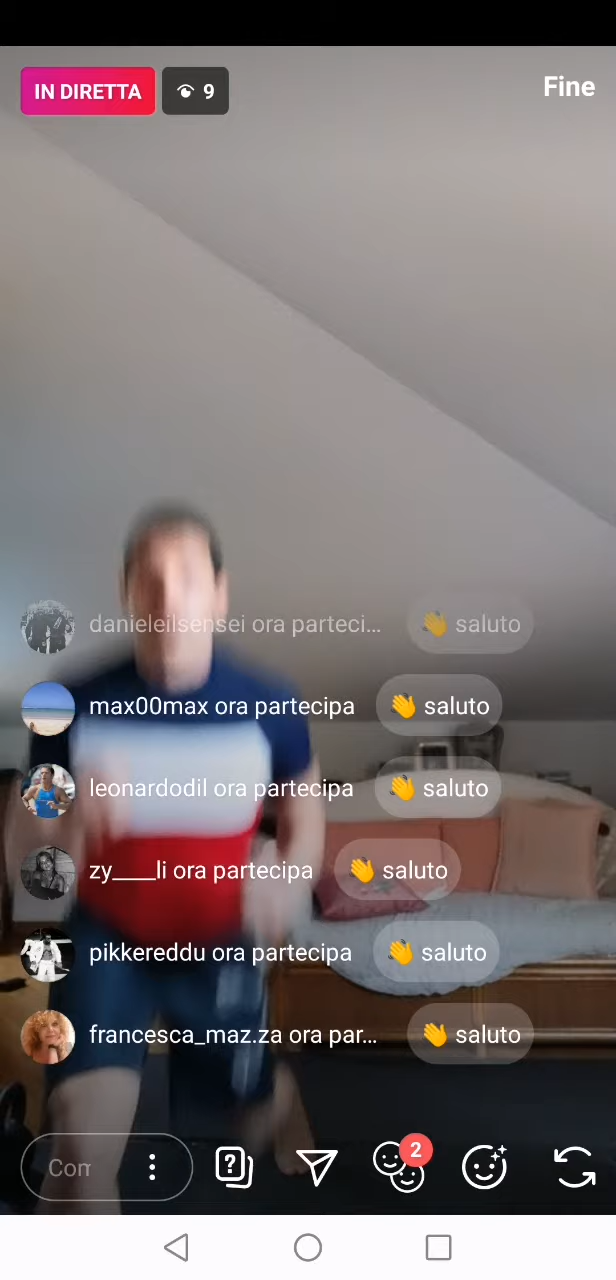 IN DIRETTA 9 Fine
danieleilsensei ora parteci... 👋 saluto
max00max ora partecipa 👋 saluto
leonardodil ora partecipa 👋 saluto
zy____li ora partecipa 👋 saluto
pikkereddu ora partecipa 👋 saluto
francesca_maz.za ora par... 👋 saluto
Com 2